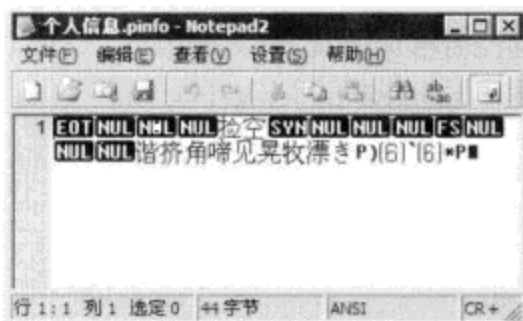 个人信息.pinfo - Notepad2
文件(F) 编辑(E) 查看(V) 设置(S) 帮助(H)
1 EOT NUL NUL NUL 捡空 SYN NUL NUL NUL FS NUL
NUL NUL 谐挤角啼见晃牧漂き P)[6]`[6]*P
行 1:1 列 1 选定 0 44 字节 ANSI CR+